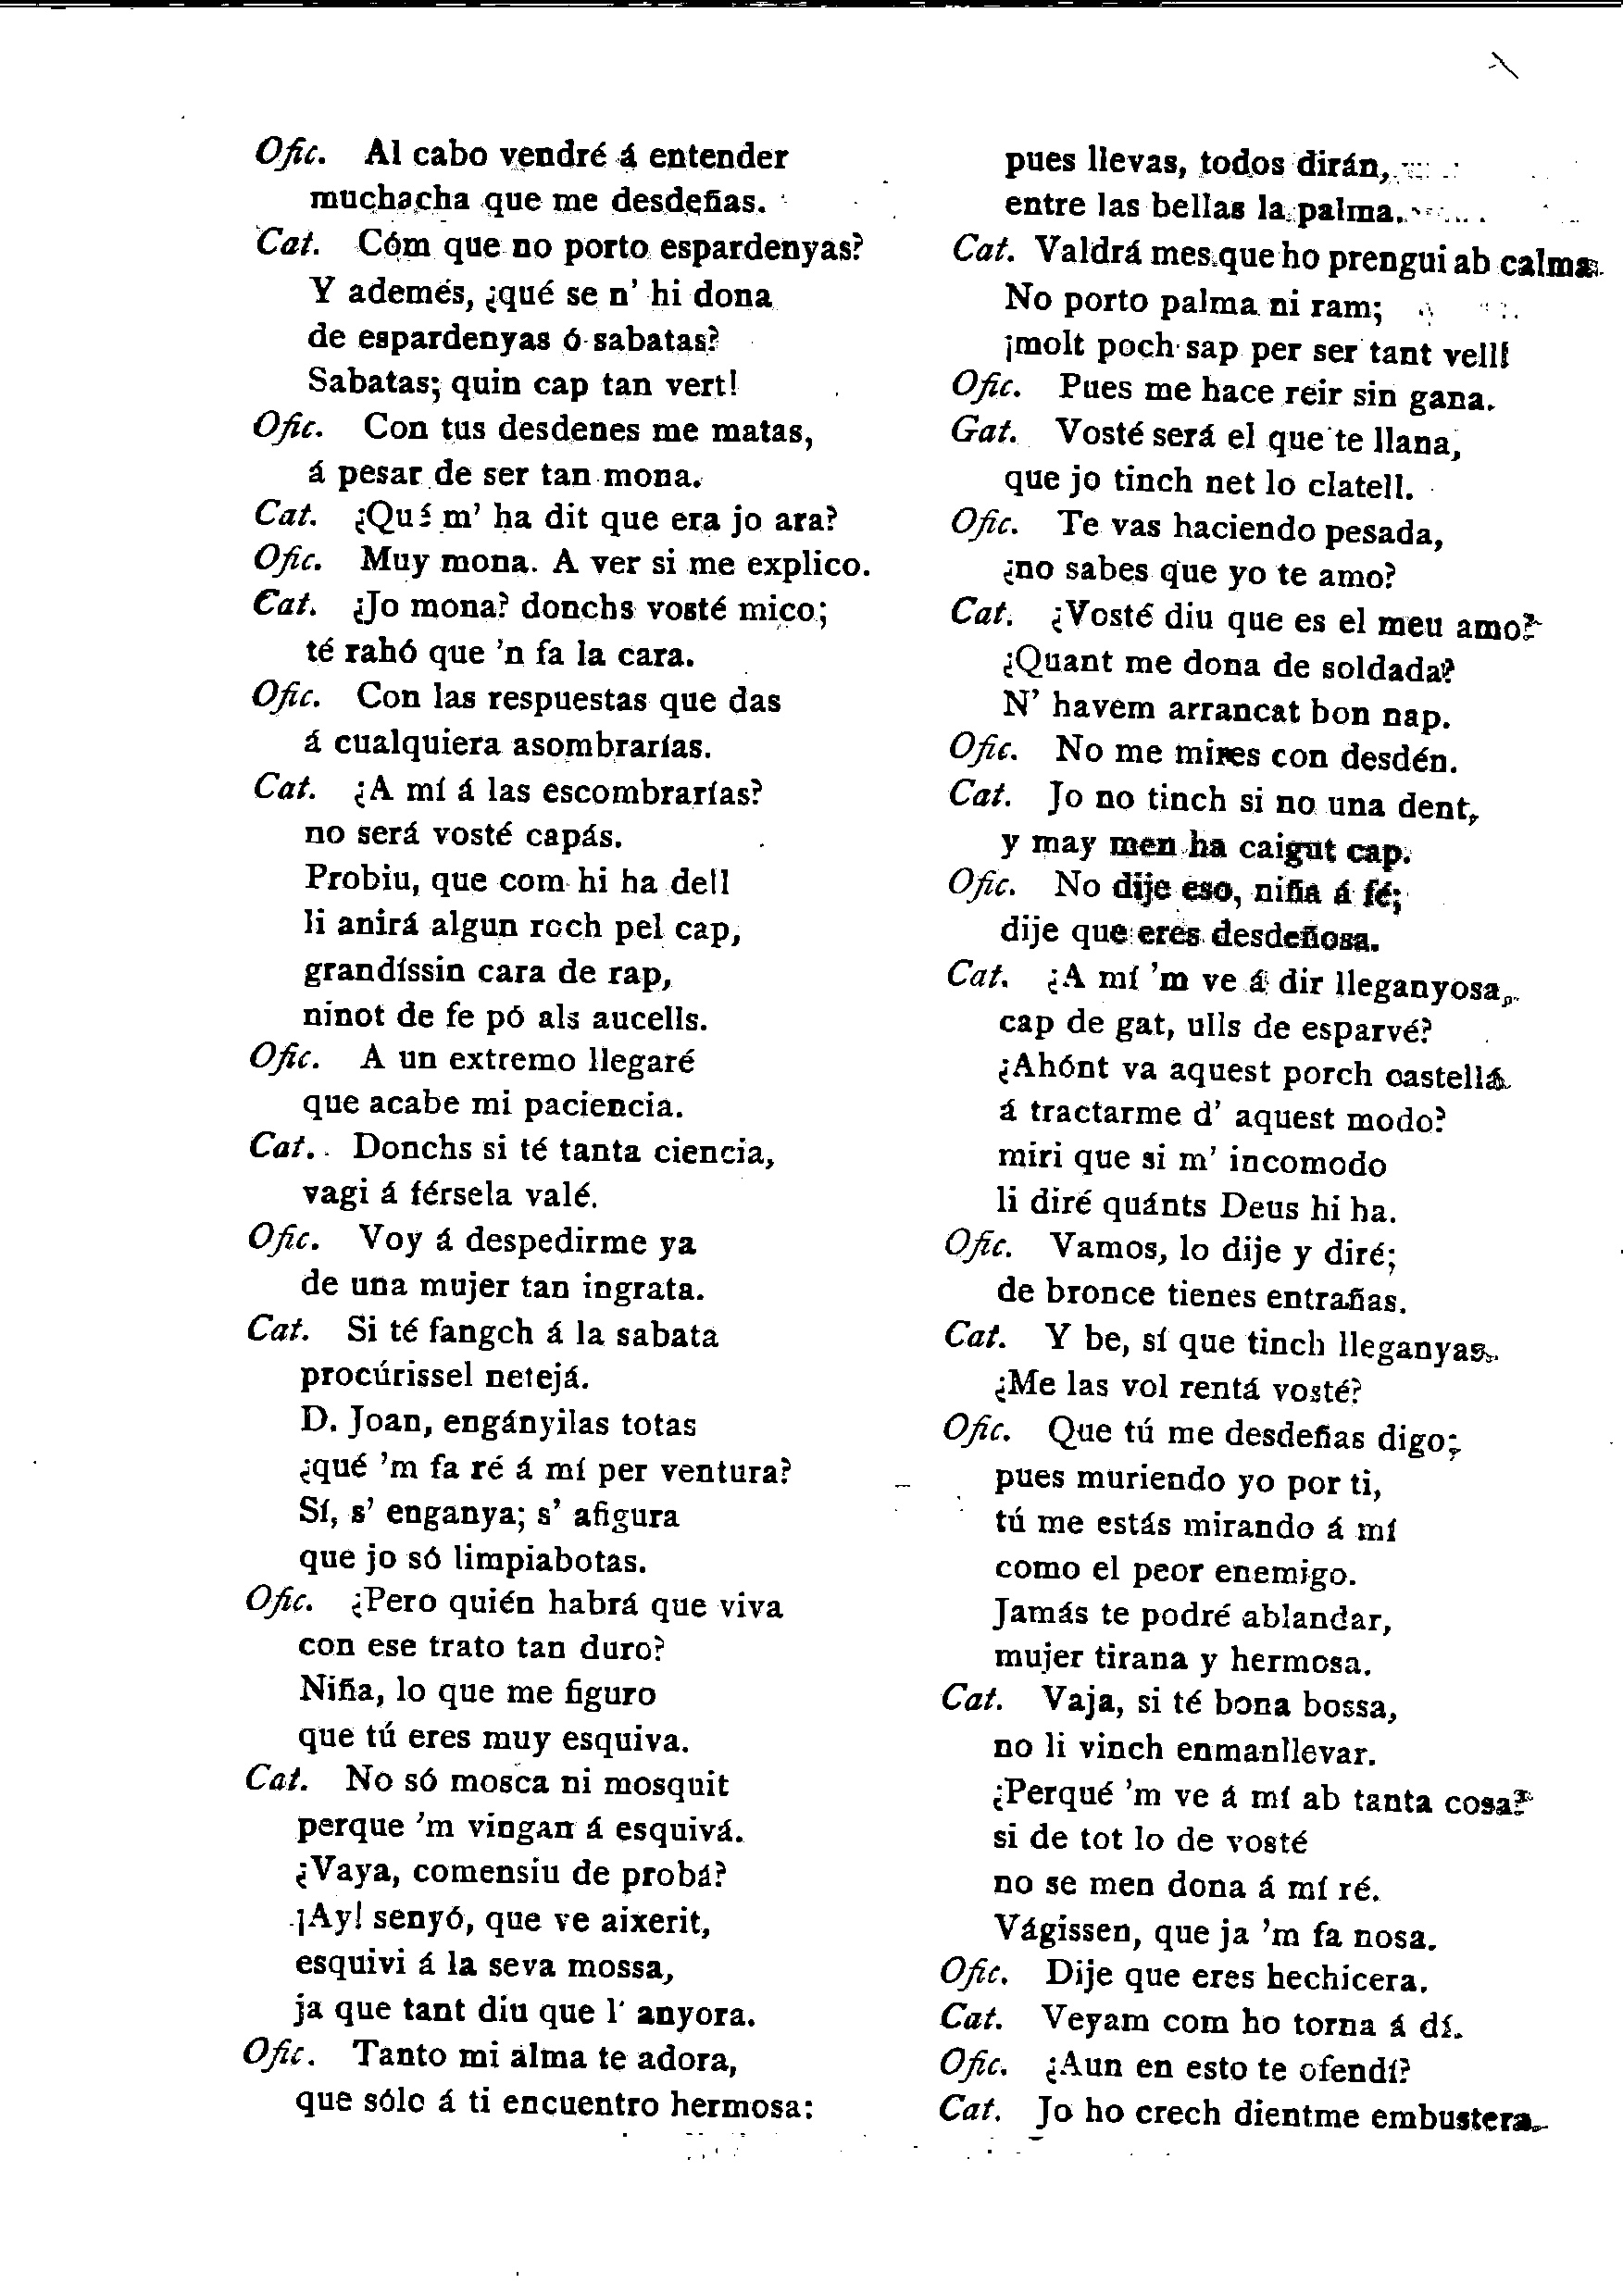 Ofic. Al cabo vendré á entender
muchacha que me desdeñas.
Cat. Cóm que no porto espardenyas?
Y ademés, ¿qué se n' hi dona
de espardenyas ó sabatas?
Sabatas; quin cap tan vert!
Ofic. Con tus desdenes me matas,
á pesar de ser tan mona.
Cat. ¿Qué m' ha dit que era jo ara?
Ofic. Muy mona. A ver si me explico.
Cat. ¿Jo mona? donchs vosté mico;
té rahó que 'n fa la cara.
Ofic. Con las respuestas que das
á cualquiera asombrarías.
Cat. ¿A mí á las escombrarías?
no será vosté capás.
Probiu, que com hi ha dell
li anirá algun roch pel cap,
grandíssin cara de rap,
ninot de fe pó als aucells.
Ofic. A un extremo llegaré
que acabe mi paciencia.
Cat. Donchs si té tanta ciencia,
vagi á férsela valé.
Ofic. Voy á despedirme ya
de una mujer tan ingrata.
Cat. Si té fangch á la sabata
procúrissel netejá.
D. Joan, engányilas totas
¿qué 'm fa ré á mí per ventura?
Sí, s' enganya; s' afigura
que jo só limpiabotas.
Ofic. ¿Pero quién habrá que viva
con ese trato tan duro?
Niña, lo que me figuro
que tú eres muy esquiva.
Cat. No só mosca ni mosquit
perque 'm vingan á esquivá.
¿Vaya, comensiu de probá?
¡Ay! senyó, que ve aixerit,
esquivi á la seva mossa,
ja que tant diu que l' anyora.
Ofic. Tanto mi alma te adora,
que sólo á ti encuentro hermosa:
pues llevas, todos dirán,
entre las bellas la palma.
Cat. Valdrá mes que ho prengui ab calma
No porto palma ni ram;
¡molt poch sap per ser tant vell!
Ofic. Pues me hace reir sin gana.
Gat. Vosté será el que te llana,
que jo tinch net lo clatell.
Ofic. Te vas haciendo pesada,
¿no sabes que yo te amo?
Cat. ¿Vosté diu que es el meu amo?
¿Quant me dona de soldada?
N' havem arrancat bon nap.
Ofic. No me mires con desdén.
Cat. Jo no tinch si no una dent,
y may men ha caigut cap.
Ofic. No dije eso, niña á fé;
dije que eres desdeñosa.
Cat. ¿A mí 'm ve á dir lleganyosa,
cap de gat, ulls de esparvé?
¿Ahónt va aquest porch castellá
á tractarme d' aquest modo?
miri que si m' incomodo
li diré quánts Deus hi ha.
Ofic. Vamos, lo dije y diré;
de bronce tienes entrañas.
Cat. Y be, sí que tinch lleganyas.
¿Me las vol rentá vosté?
Ofic. Que tú me desdeñas digo;
pues muriendo yo por ti,
tú me estás mirando á mí
como el peor enemigo.
Jamás te podré ablandar,
mujer tirana y hermosa.
Cat. Vaja, si té bona bossa,
no li vinch enmanllevar.
¿Perqué 'm ve á mí ab tanta cosa?
si de tot lo de vosté
no se men dona á mí ré.
Vágissen, que ja 'm fa nosa.
Ofic. Dije que eres hechicera.
Cat. Veyam com ho torna á dí.
Ofic. ¿Aun en esto te ofendí?
Cat. Jo ho crech dientme embustera.